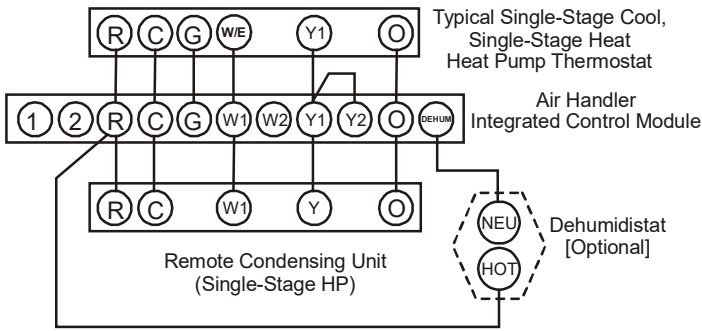 R C G W/E Y1 O
Typical Single-Stage Cool,
Single-Stage Heat
Heat Pump Thermostat
1 2 R C G W1 W2 Y1 Y2 O DEHUM
Air Handler
Integrated Control Module
R C W1 Y O
NEU
HOT
Dehumidistat
[Optional]
Remote Condensing Unit
(Single-Stage HP)